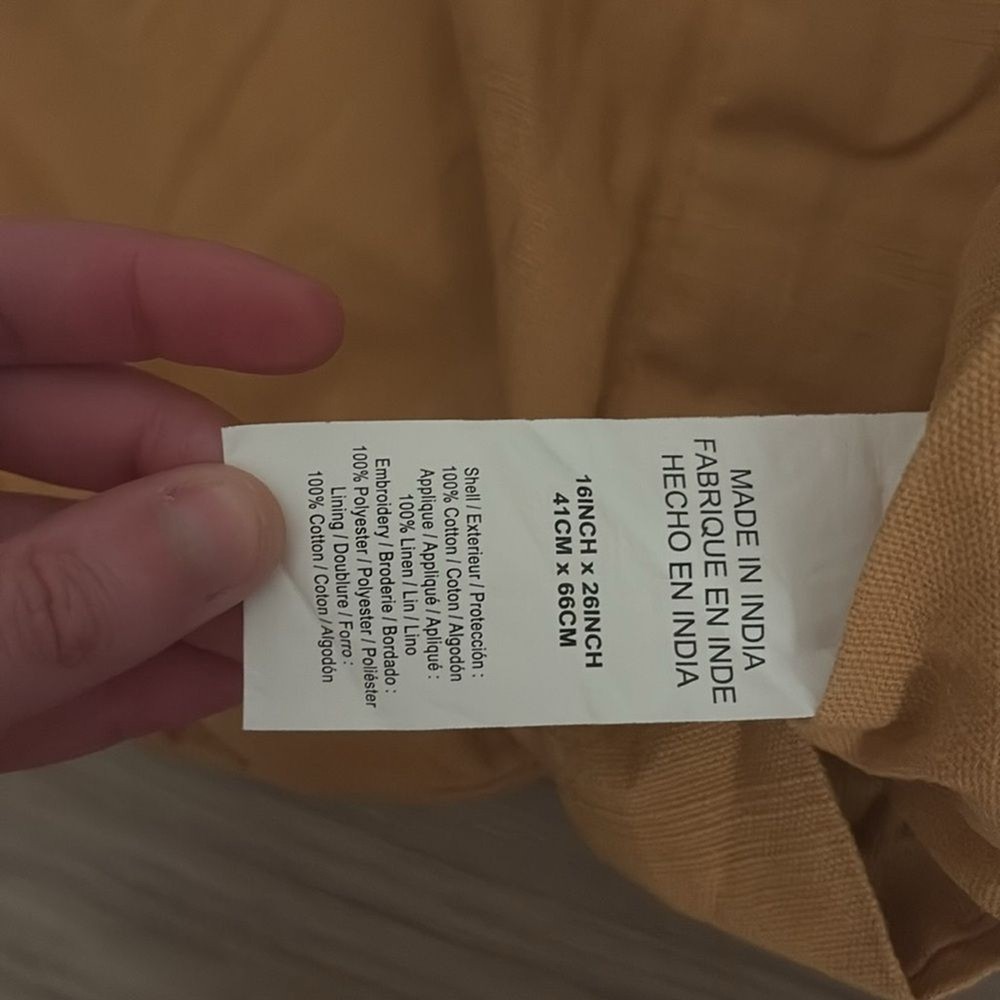 MADE IN INDIA
FABRIQUE EN INDE
HECHO EN INDIA
16INCH x 26INCH
41CM x 66CM
Shell / Exterieur / Protección :
100% Cotton / Coton / Algodón
Applique / Appliqué / Apliqué :
100% Linen / Lin / Lino
Embroidery / Broderie / Bordado :
100% Polyester / Polyester / Poliéster
Lining / Doublure / Forro :
100% Cotton / Coton / Algodón